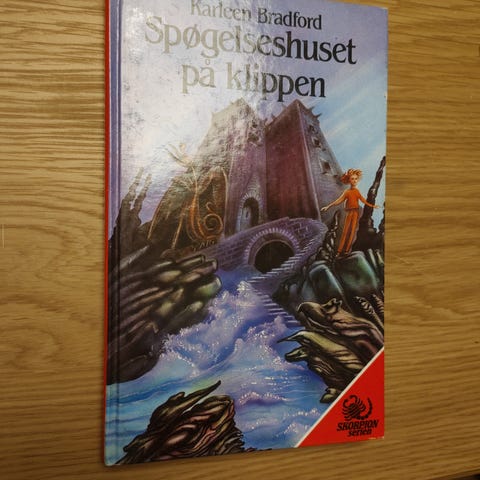 Karleen Bradford
Spøgelseshuset
på klippen
SKORPION
serien